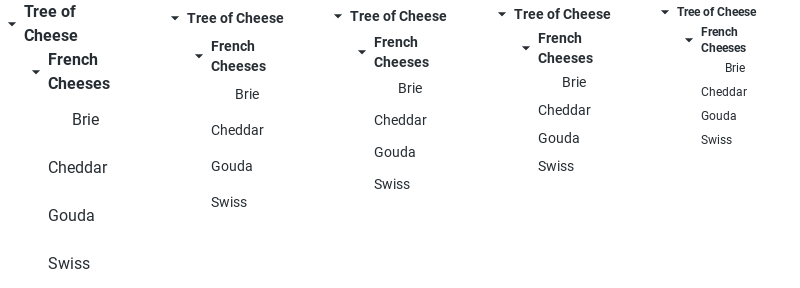 Tree of
Cheese
French
Cheeses
Brie
Cheddar
Gouda
Swiss
Tree of Cheese
French
Cheeses
Brie
Cheddar
Gouda
Swiss
Tree of Cheese
French
Cheeses
Brie
Cheddar
Gouda
Swiss
Tree of Cheese
French
Cheeses
Brie
Cheddar
Gouda
Swiss
Tree of Cheese
French
Cheeses
Brie
Cheddar
Gouda
Swiss